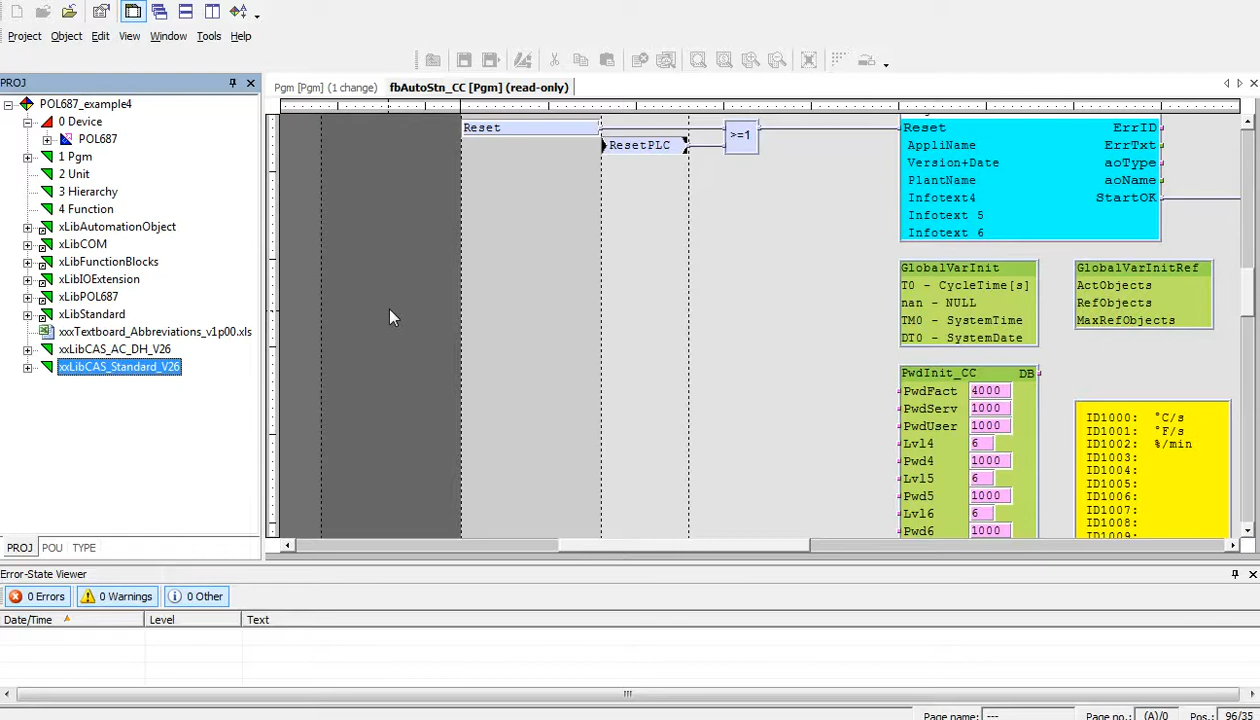 Project Object Edit View Window Tools Help
PROJ
POL687_example4
0 Device
POL687
1 Pgm
2 Unit
3 Hierarchy
4 Function
xLibAutomationObject
xLibCOM
xLibFunctionBlocks
xLibIOExtension
xLibPOL687
xLibStandard
xxxTextboard_Abbreviations_v1p00.xls
xxLibCAS_AC_DH_V26
xxLibCAS_Standard_V26
PROJ POU TYPE
Pgm [Pgm] (1 change) fbAutoStn_CC [Pgm] (read-only)
Reset
ResetPLC
>=1
Reset ErrID
AppliName ErrTxt
Version+Date aoType
PlantName aoName
Infotext4 StartOK
Infotext 5
Infotext 6
GlobalVarInit
T0 - CycleTime[s]
nan - NULL
TM0 - SystemTime
DT0 - SystemDate
GlobalVarInitRef
ActObjects
RefObjects
MaxRefObjects
PwdInit_CC DB
PwdFact 4000
PwdServ 1000
PwdUser 1000
Lvl4 6
Pwd4 1000
Lvl5 6
Pwd5 1000
Lvl6 6
Pwd6 1000
ID1000: °C/s
ID1001: °F/s
ID1002: %/min
ID1003:
ID1004:
ID1005:
ID1006:
ID1007:
ID1008:
ID1009:
Error-State Viewer
0 Errors 0 Warnings 0 Other
Date/Time Level Text
Page name: --- Page no.: (A)/0 Pos.: 96/35